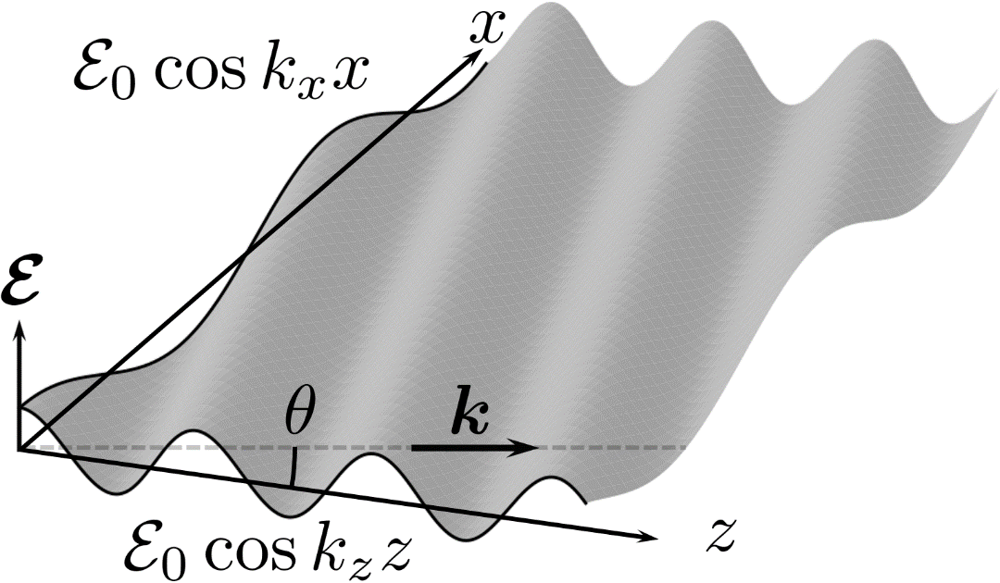 x
ℰ₀ cos kₓx
ℰ
θ
k
z
ℰ₀ cos k_z z